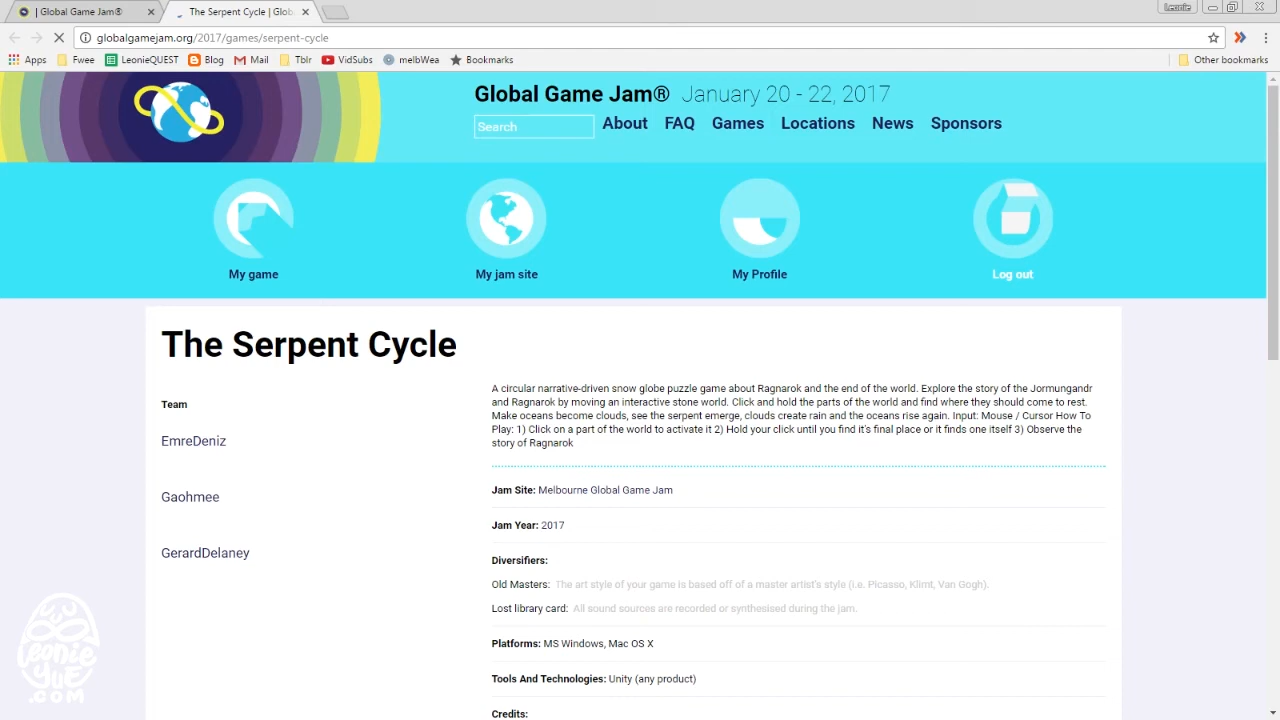 | Global Game Jam®
The Serpent Cycle | Glob
Leonie
globalgamejam.org/2017/games/serpent-cycle
Apps Fwee LeonieQUEST Blog Mail Tblr VidSubs melbWea Bookmarks Other bookmarks
Global Game Jam® January 20 - 22, 2017
Search About FAQ Games Locations News Sponsors
My game My jam site My Profile Log out
The Serpent Cycle
Team
EmreDeniz
Gaohmee
GerardDelaney
A circular narrative-driven snow globe puzzle game about Ragnarok and the end of the world. Explore the story of the Jormungandr
and Ragnarok by moving an interactive stone world. Click and hold the parts of the world and find where they should come to rest.
Make oceans become clouds, see the serpent emerge, clouds create rain and the oceans rise again. Input: Mouse / Cursor How To
Play: 1) Click on a part of the world to activate it 2) Hold your click until you find it's final place or it finds one itself 3) Observe the
story of Ragnarok
Jam Site: Melbourne Global Game Jam
Jam Year: 2017
Diversifiers:
Old Masters: The art style of your game is based off of a master artist's style (i.e. Picasso, Klimt, Van Gogh).
Lost library card: All sound sources are recorded or synthesised during the jam.
Platforms: MS Windows, Mac OS X
Tools And Technologies: Unity (any product)
Credits:
Leonie
Yue
.COM